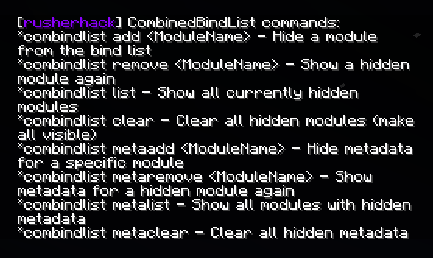 [rusherhack] CombinedBindList commands:
*combindlist add <ModuleName> - Hide a module
from the bind list
*combindlist remove <ModuleName> - Show a hidden
module again
*combindlist list - Show all currently hidden
modules
*combindlist clear - Clear all hidden modules (make
all visible)
*combindlist metaadd <ModuleName> - Hide metadata
for a specific module
*combindlist metaremove <ModuleName> - Show
metadata for a hidden module again
*combindlist metalist - Show all modules with hidden
metadata
*combindlist metaclear - Clear all hidden metadata